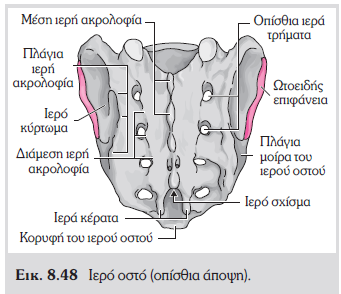 Μέση ιερή ακρολοφία
Πλάγια
ιερή
ακρολοφία
Ιερό
κύρτωμα
Διάμεση ιερή
ακρολοφία
Ιερά κέρατα
Κορυφή του ιερού οστού
Οπίσθια ιερά
τρήματα
Ωτοειδής
επιφάνεια
Πλάγια
μοίρα του
ιερού οστού
Ιερό σχίσμα
Εικ. 8.48 Ιερό οστό (οπίσθια άποψη).